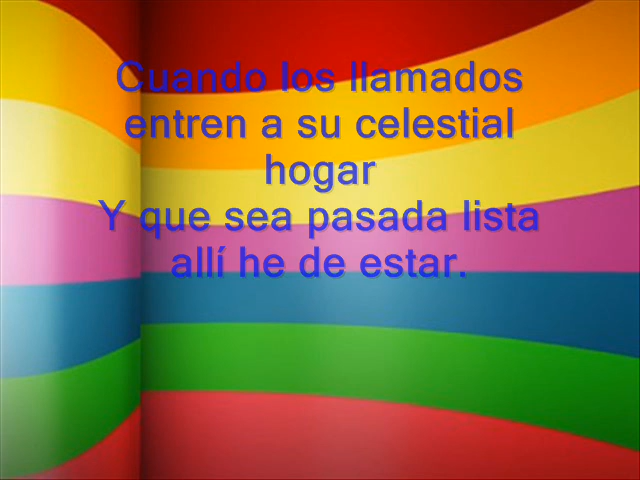 Cuando los llamados
entren a su celestial
hogar
Y que sea pasada lista
allí he de estar.